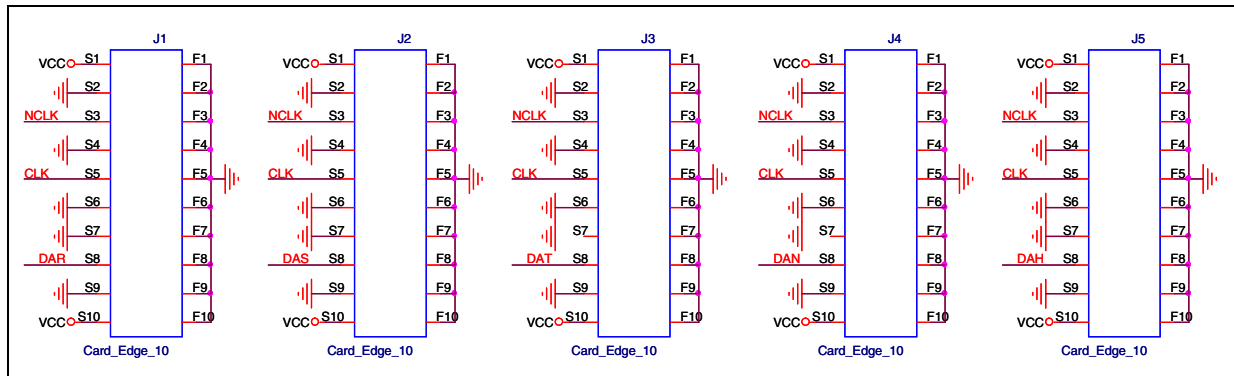 J1 J2 J3 J4 J5
VCC S1 F1 VCC S1 F1 VCC S1 F1 VCC S1 F1 VCC S1 F1
S2 F2 S2 F2 S2 F2 S2 F2 S2 F2
NCLK S3 F3 NCLK S3 F3 NCLK S3 F3 NCLK S3 F3 NCLK S3 F3
S4 F4 S4 F4 S4 F4 S4 F4 S4 F4
CLK S5 F5 CLK S5 F5 CLK S5 F5 CLK S5 F5 CLK S5 F5
S6 F6 S6 F6 S6 F6 S6 F6 S6 F6
S7 F7 S7 F7 S7 F7 S7 F7 S7 F7
DAR S8 F8 DAS S8 F8 DAT S8 F8 DAN S8 F8 DAH S8 F8
S9 F9 S9 F9 S9 F9 S9 F9 S9 F9
VCC S10 F10 VCC S10 F10 VCC S10 F10 VCC S10 F10 VCC S10 F10
Card_Edge_10 Card_Edge_10 Card_Edge_10 Card_Edge_10 Card_Edge_10